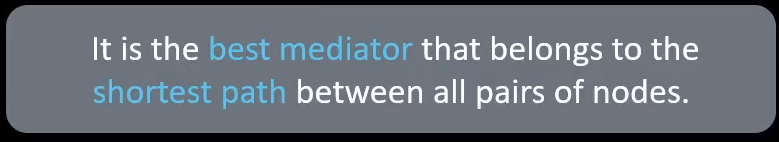 It is the best mediator that belongs to the
shortest path between all pairs of nodes.